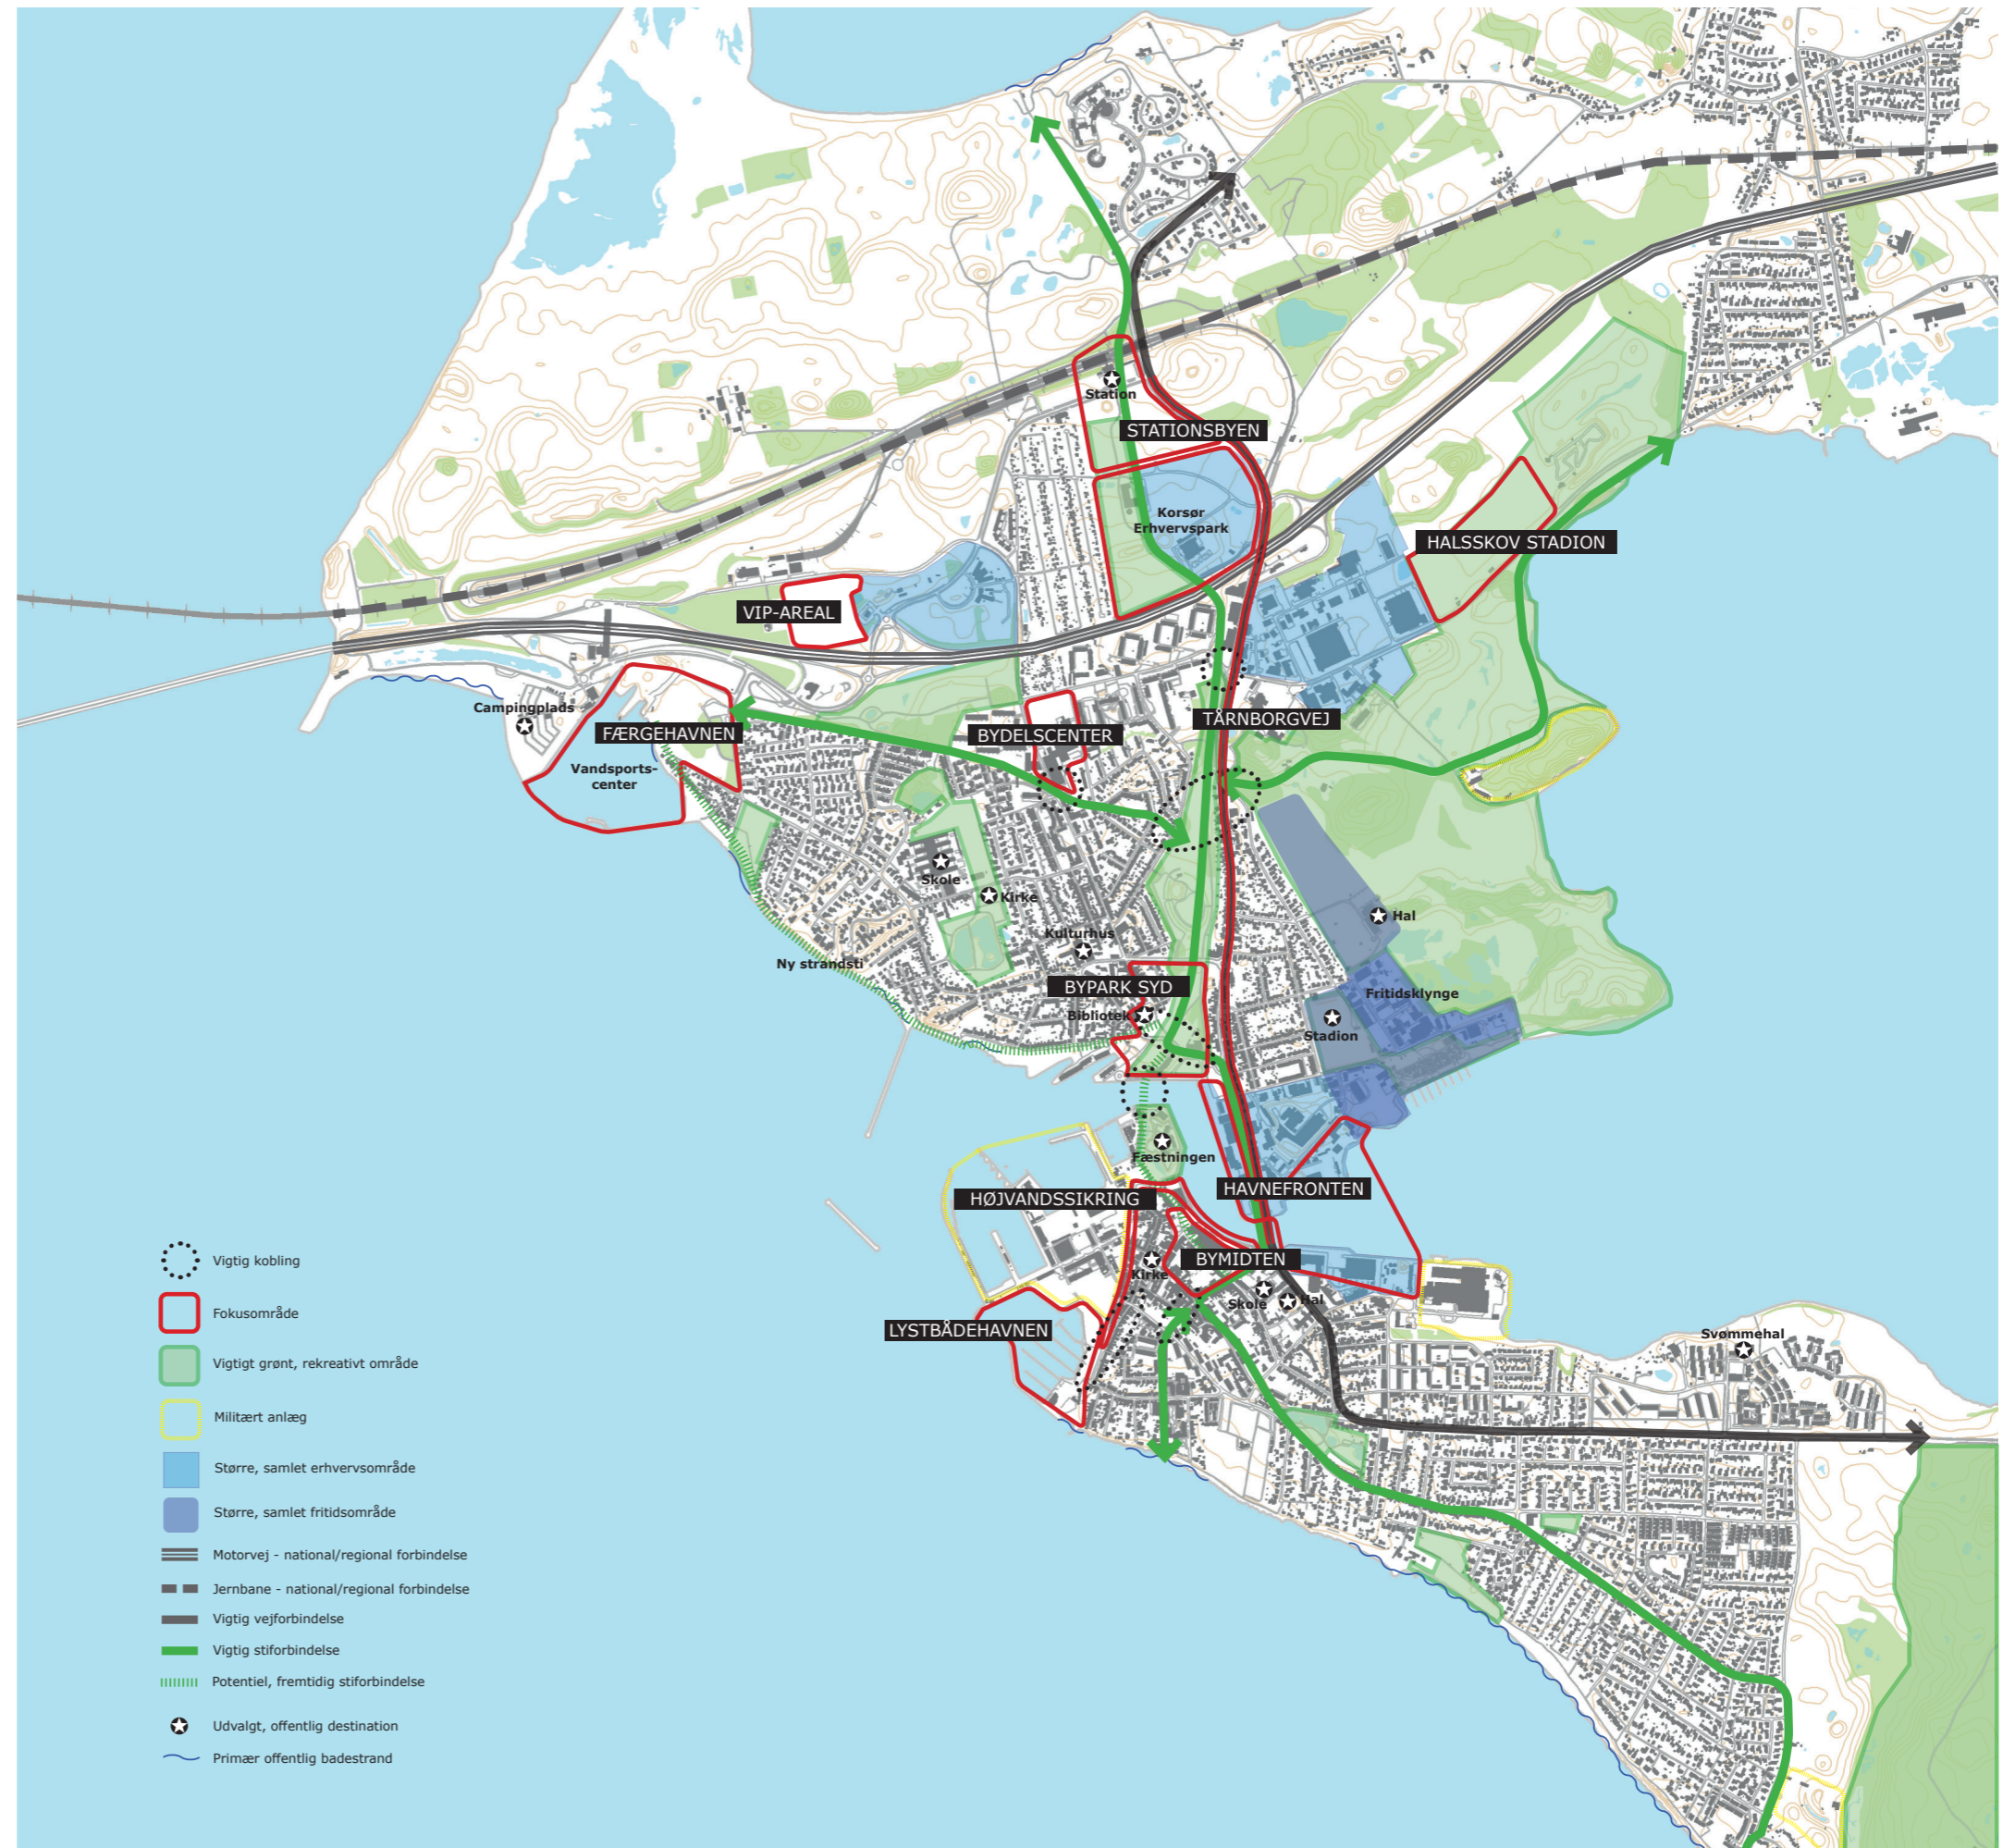 Station
STATIONSBYEN
Korsør
Erhvervspark
HALSSKOV STADION
VIP-AREAL
Campingplads
FÆRGEHAVNEN
BYDELSCENTER
TÅRNBORGVEJ
Vandsports-
center
Skole
Kirke
Hal
Kulturhus
Ny strandsti
BYPARK SYD
Fritidsklynge
Bibliotek
Stadion
Fæstningen
HØJVANDSSIKRING
HAVNEFRONTEN
BYMIDTEN
Kirke
Skole
Hal
LYSTBÅDEHAVNEN
Svømmehal
Vigtig kobling
Fokusområde
Vigtigt grønt, rekreativt område
Militært anlæg
Større, samlet erhvervsområde
Større, samlet fritidsområde
Motorvej - national/regional forbindelse
Jernbane - national/regional forbindelse
Vigtig vejforbindelse
Vigtig stiforbindelse
Potentiel, fremtidig stiforbindelse
Udvalgt, offentlig destination
Primær offentlig badestrand